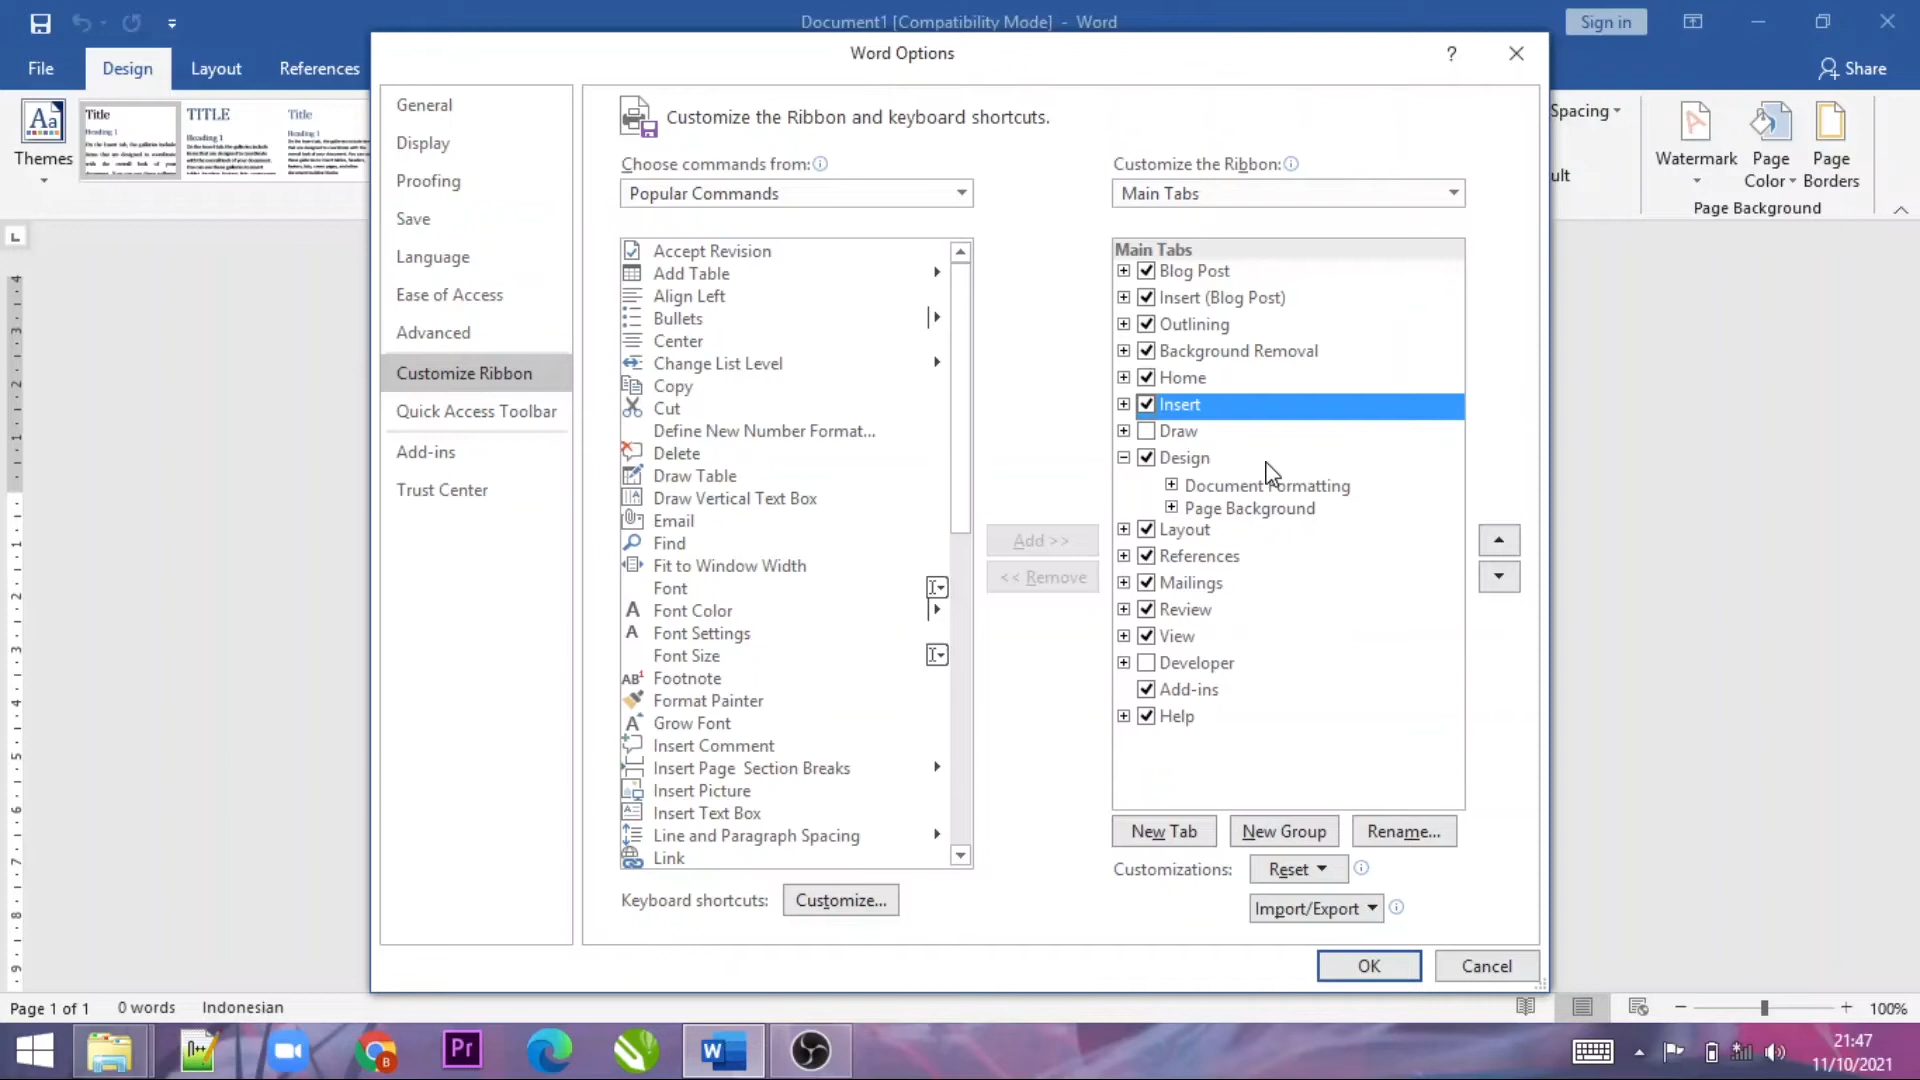 Document1 [Compatibility Mode] - Word
Sign in
File
Design
Layout
References
Share
Word Options
Themes
Title
Heading 1
TITLE
Heading 1
Title
Heading 1
Spacing
Watermark
Page Color
Page Borders
Page Background
General
Display
Proofing
Save
Language
Ease of Access
Advanced
Customize Ribbon
Quick Access Toolbar
Add-ins
Trust Center
Customize the Ribbon and keyboard shortcuts.
Choose commands from:
Popular Commands
Accept Revision
Add Table
Align Left
Bullets
Center
Change List Level
Copy
Cut
Define New Number Format...
Delete
Draw Table
Draw Vertical Text Box
Email
Find
Fit to Window Width
Font
Font Color
Font Settings
Font Size
Footnote
Format Painter
Grow Font
Insert Comment
Insert Page Section Breaks
Insert Picture
Insert Text Box
Line and Paragraph Spacing
Link
Keyboard shortcuts:
Customize...
Add >>
<< Remove
Customize the Ribbon:
Main Tabs
Main Tabs
Blog Post
Insert (Blog Post)
Outlining
Background Removal
Home
Insert
Draw
Design
Document Formatting
Page Background
Layout
References
Mailings
Review
View
Developer
Add-ins
Help
New Tab
New Group
Rename...
Customizations:
Reset
Import/Export
OK
Cancel
Page 1 of 1
0 words
Indonesian
100%
21:47
11/10/2021